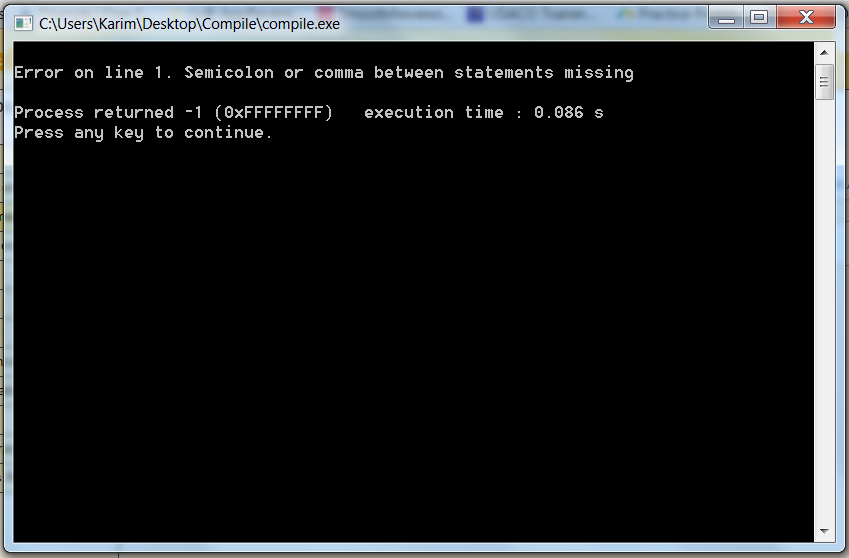 C:\Users\Karim\Desktop\Compile\compile.exe
Error on line 1. Semicolon or comma between statements missing
Process returned -1 (0xFFFFFFFF)   execution time : 0.086 s
Press any key to continue.